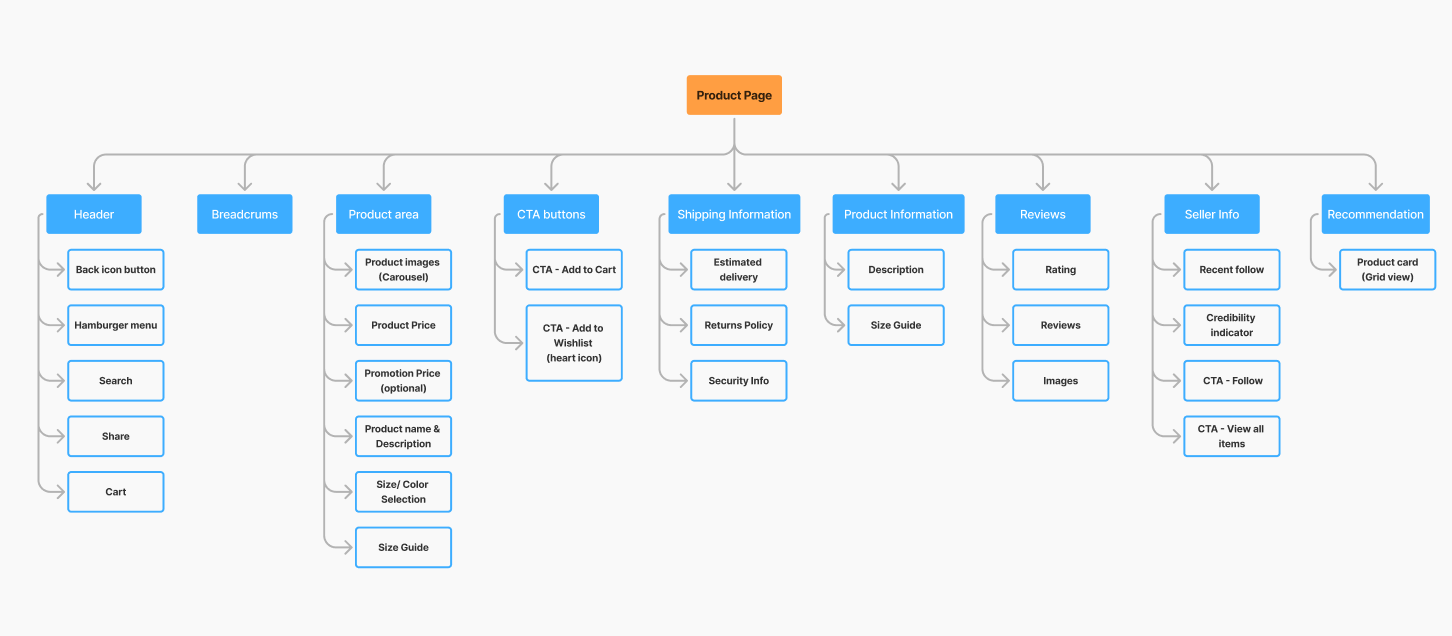 Product Page
Header
Breadcrums
Product area
CTA buttons
Shipping Information
Product Information
Reviews
Seller Info
Recommendation
Back icon button
Hamburger menu
Search
Share
Cart
Product images
(Carousel)
Product Price
Promotion Price
(optional)
Product name &
Description
Size/ Color
Selection
Size Guide
CTA - Add to Cart
CTA - Add to
Wishlist
(heart icon)
Estimated
delivery
Returns Policy
Security Info
Description
Size Guide
Rating
Reviews
Images
Recent follow
Credibility
indicator
CTA - Follow
CTA - View all
items
Product card
(Grid view)